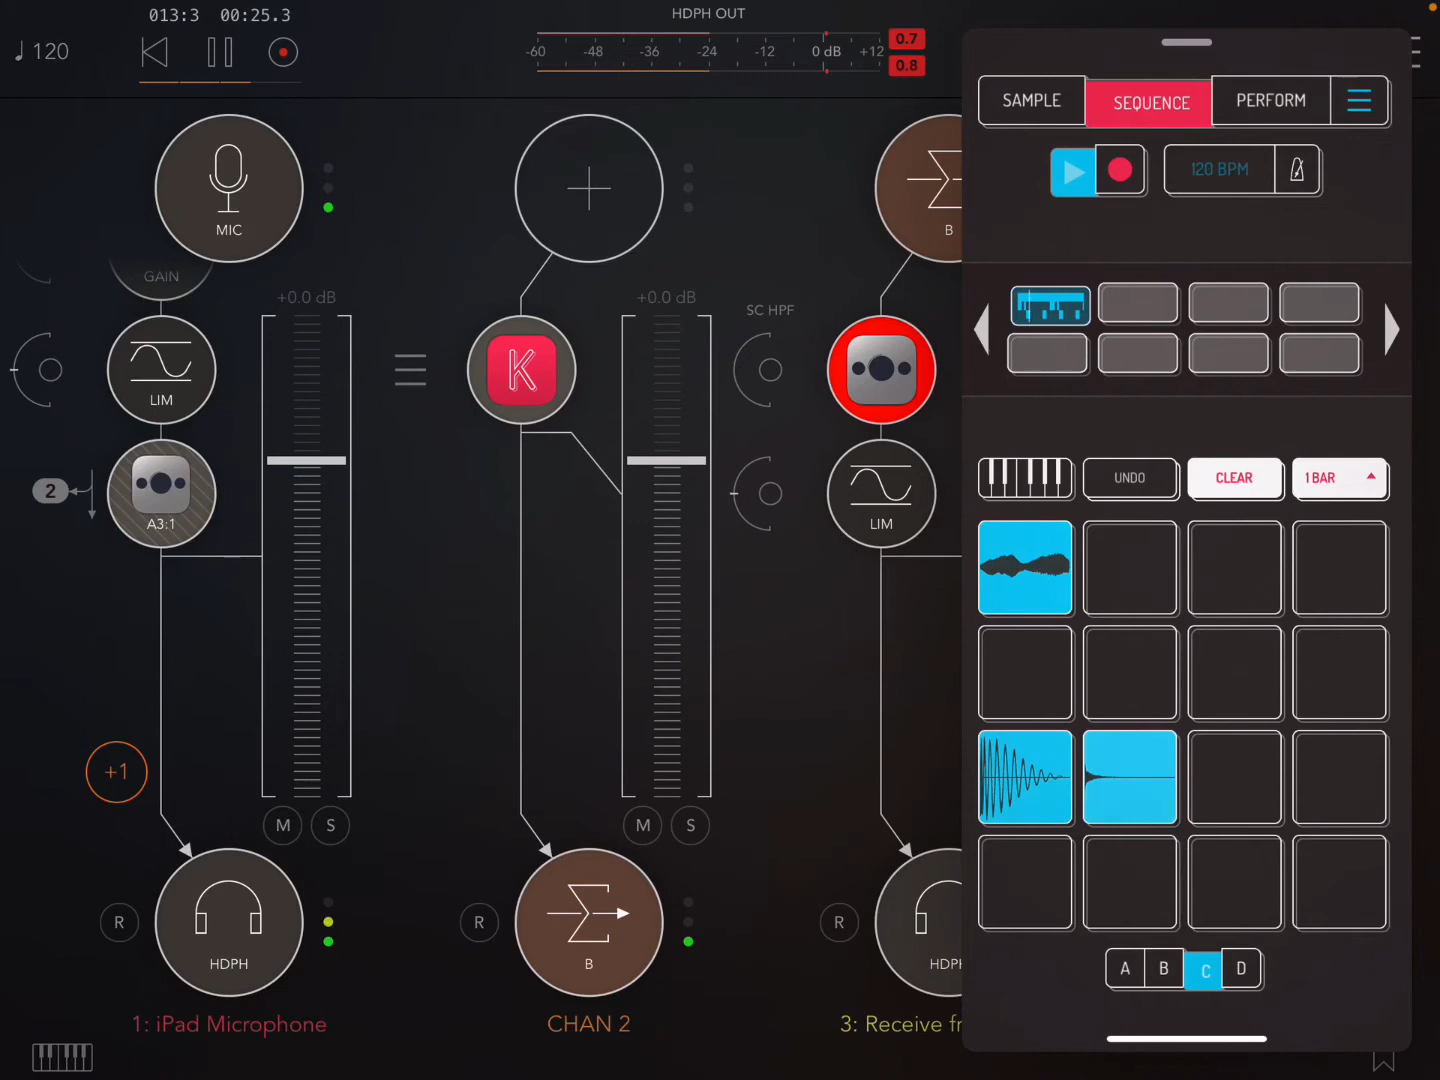 013:3 00:25.3
HDPH OUT
120
-60 -48 -36 -24 -12 0 dB +12
0.7
0.8
SAMPLE SEQUENCE PERFORM
120 BPM
MIC
B
GAIN
+0.0 dB
+0.0 dB
SC HPF
K
LIM
2
A3:1
LIM
UNDO CLEAR 1 BAR
+1
M S
M S
R
HDPH
R
B
R
HDPH
A B C D
1: iPad Microphone
CHAN 2
3: Receive fr